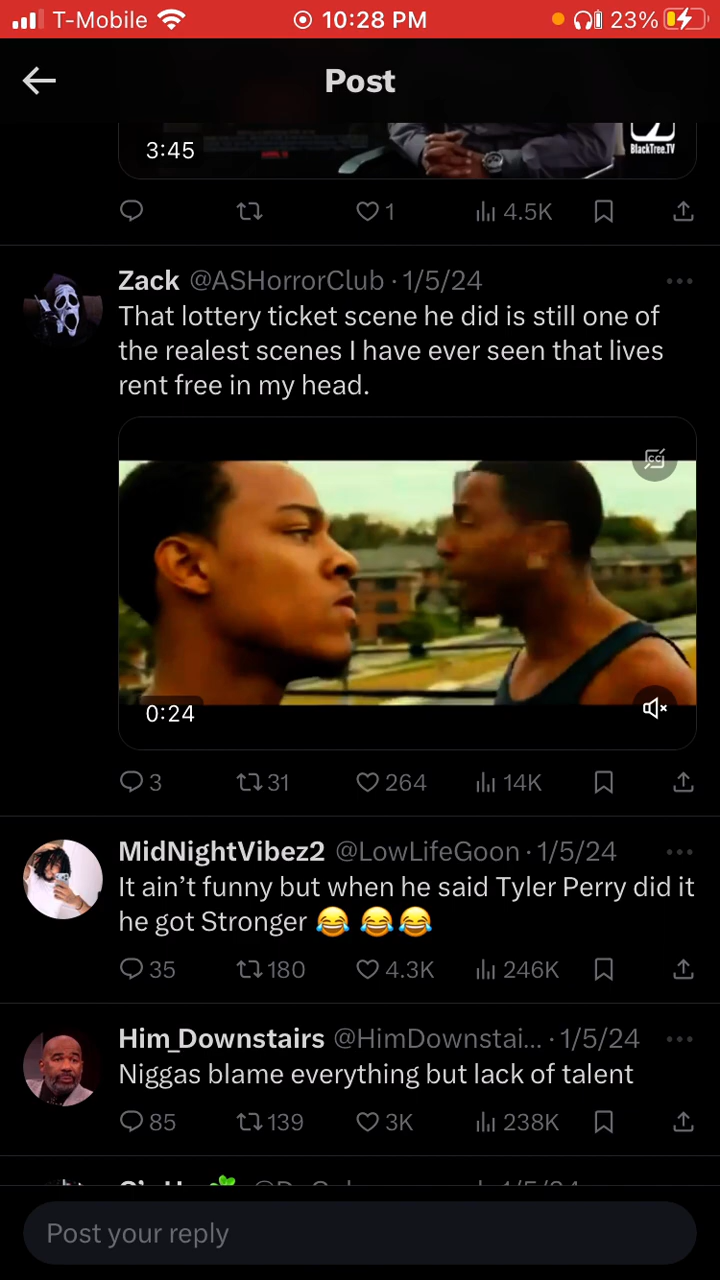 T-Mobile 10:28 PM 23%
Post
3:45
BlackTree.TV
1 4.5K
Zack @ASHorrorClub · 1/5/24
That lottery ticket scene he did is still one of
the realest scenes I have ever seen that lives
rent free in my head.
CC
0:24
3 31 264 14K
MidNightVibez2 @LowLifeGoon · 1/5/24
It ain’t funny but when he said Tyler Perry did it
he got Stronger 😂 😂😂
35 180 4.3K 246K
Him_Downstairs @HimDownstai... · 1/5/24
Niggas blame everything but lack of talent
85 139 3K 238K
Post your reply